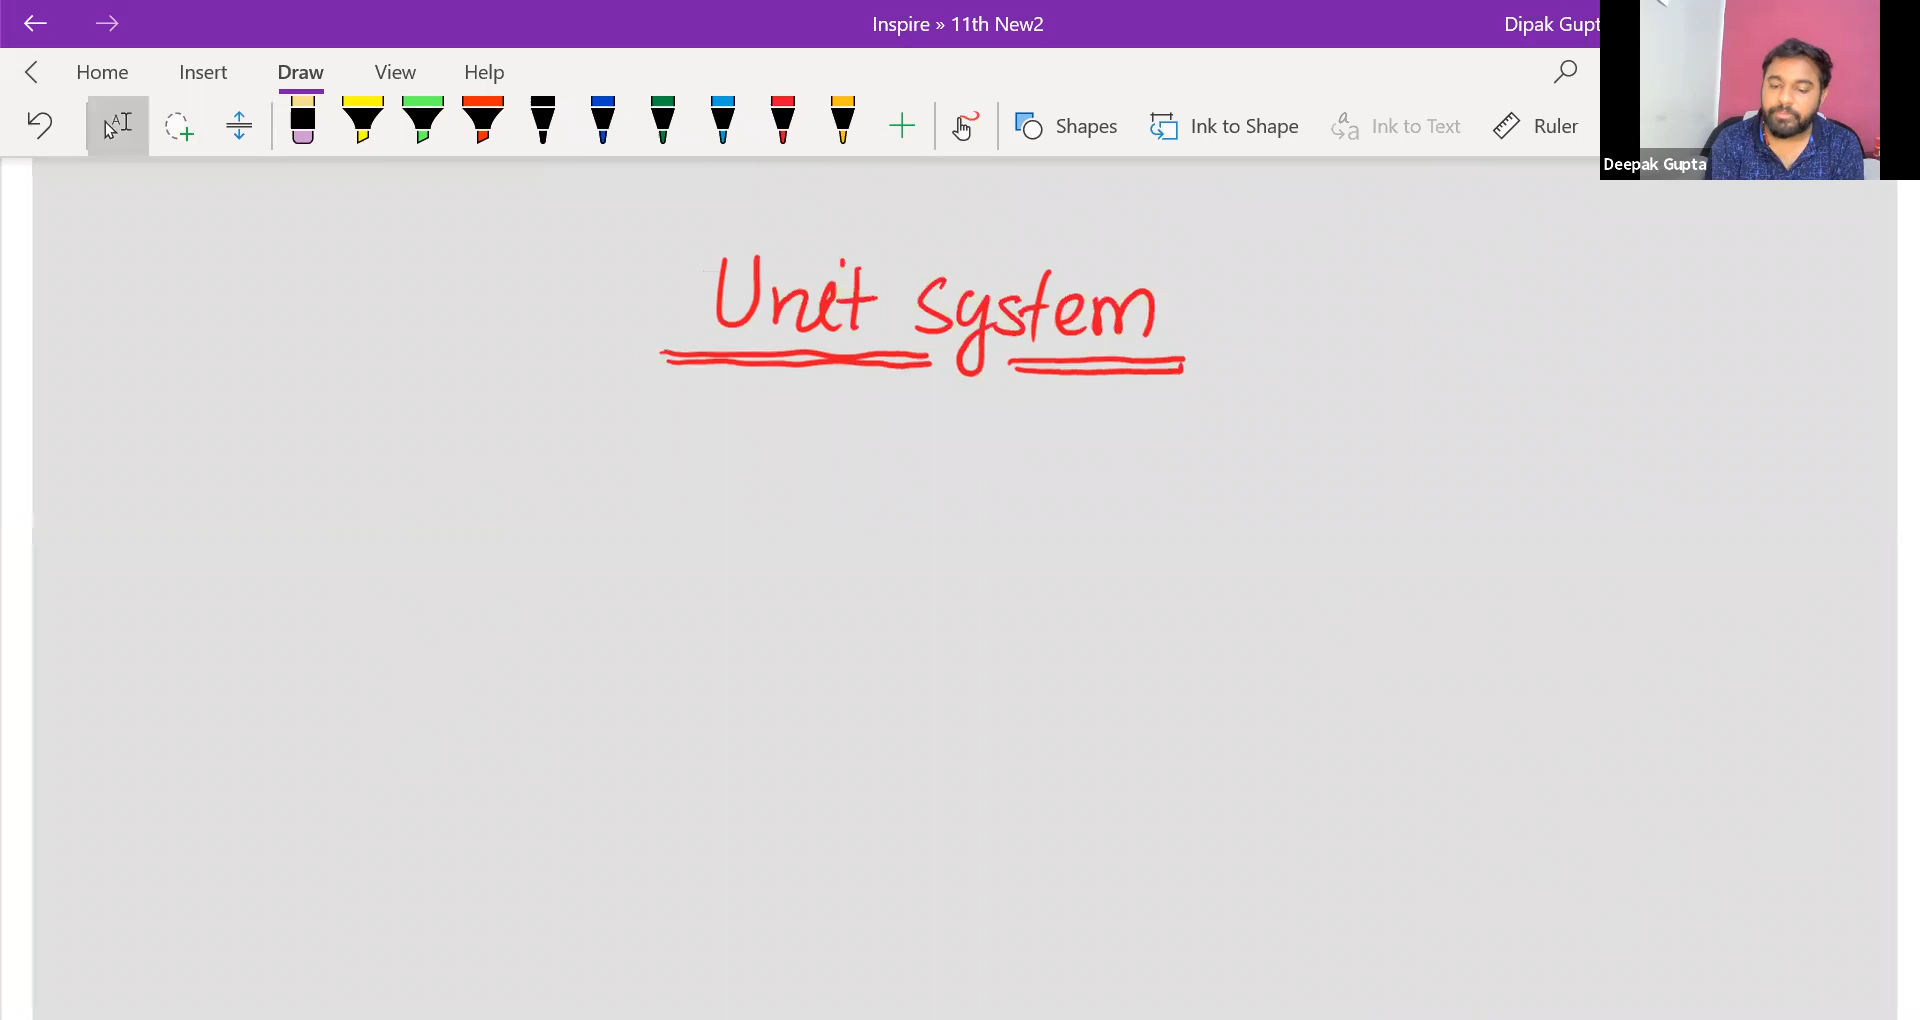 Inspire » 11th New2
Dipak Gupt
Home Insert Draw View Help
Shapes Ink to Shape Ink to Text Ruler
Deepak Gupta
Unit system